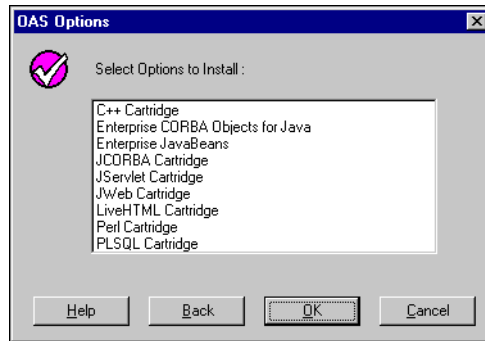 OAS Options
Select Options to Install :
C++ Cartridge
Enterprise CORBA Objects for Java
Enterprise JavaBeans
JCORBA Cartridge
JServlet Cartridge
JWeb Cartridge
LiveHTML Cartridge
Perl Cartridge
PLSQL Cartridge
Help Back OK Cancel